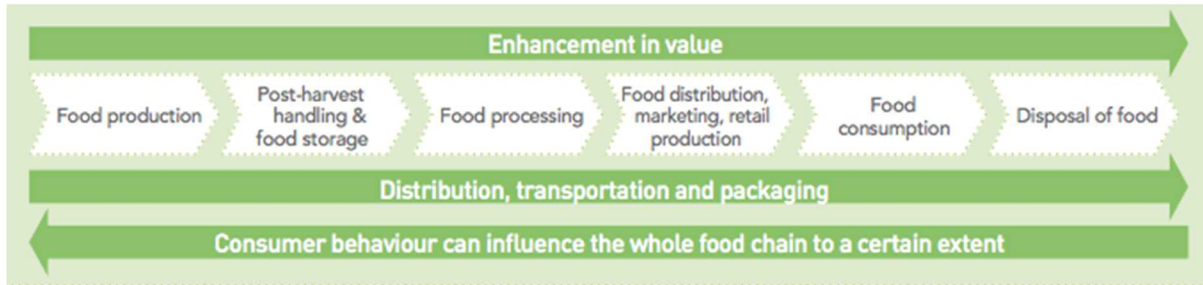 Enhancement in value
Food production
Post-harvest
handling &
food storage
Food processing
Food distribution,
marketing, retail
production
Food
consumption
Disposal of food
Distribution, transportation and packaging
Consumer behaviour can influence the whole food chain to a certain extent